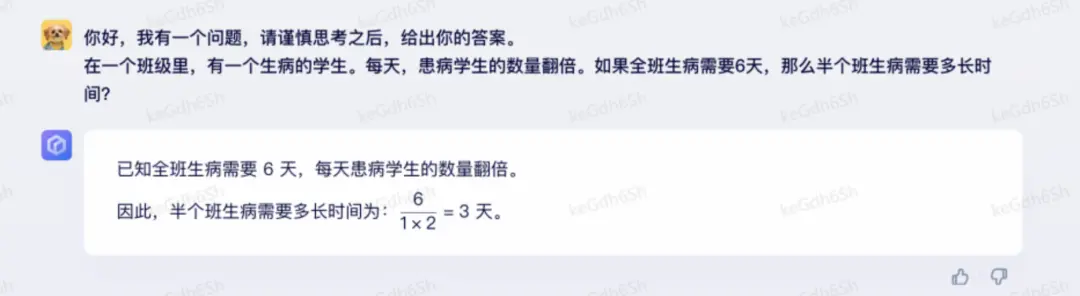 你好，我有一个问题，请谨慎思考之后，给出你的答案。
在一个班级里，有一个生病的学生。每天，患病学生的数量翻倍。如果全班生病需要6天，那么半个班生病需要多长时
间？
已知全班生病需要 6 天，每天患病学生的数量翻倍。
因此，半个班生病需要多长时间为：6/(1×2) = 3 天。
keGdh6Sh